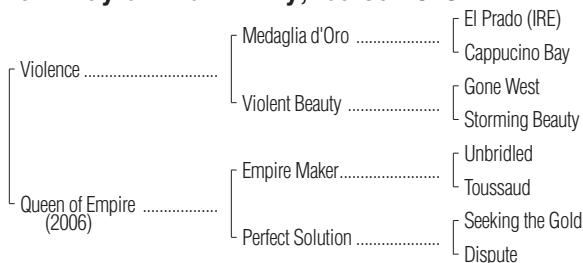 El Prado (IRE)
Medaglia d'Oro
Cappucino Bay
Violence
Gone West
Violent Beauty
Storming Beauty
Unbridled
Empire Maker
Toussaud
Queen of Empire
(2006)
Seeking the Gold
Perfect Solution
Dispute